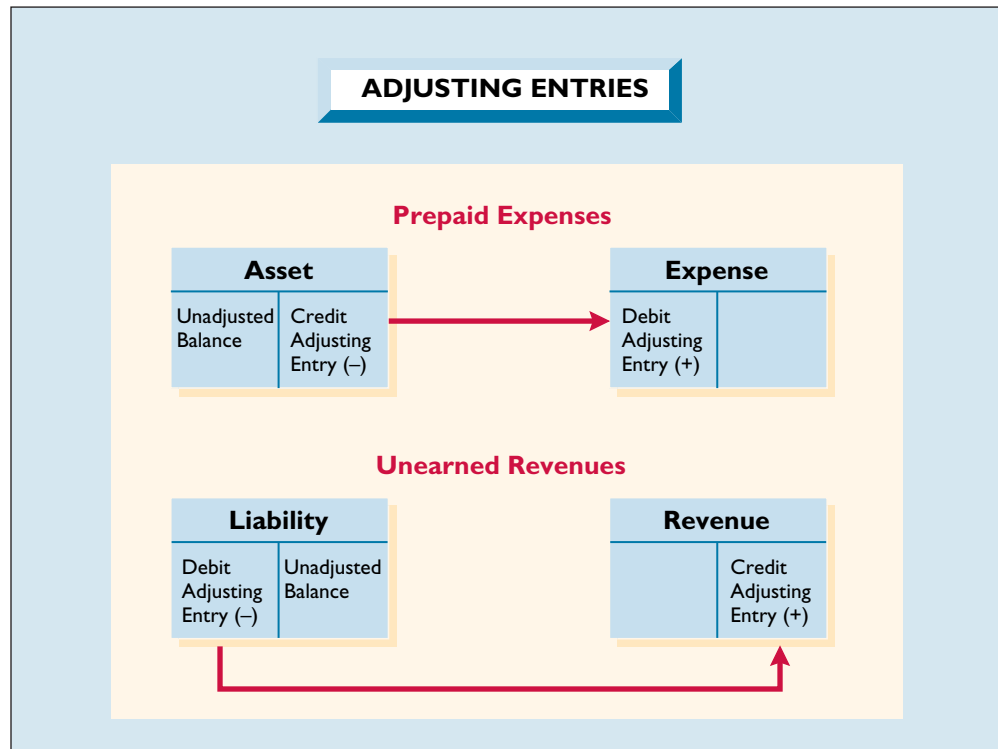 ADJUSTING ENTRIES
Prepaid Expenses
Asset
Unadjusted
Balance
Credit
Adjusting
Entry (–)
Expense
Debit
Adjusting
Entry (+)
Unearned Revenues
Liability
Debit
Adjusting
Entry (–)
Unadjusted
Balance
Revenue
Credit
Adjusting
Entry (+)